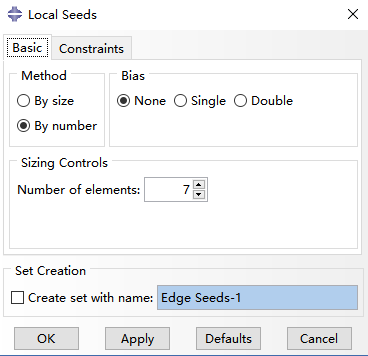 Local Seeds
Basic Constraints
Method Bias
By size None Single Double
By number
Sizing Controls
Number of elements: 7
Set Creation
Create set with name: Edge Seeds-1
OK Apply Defaults Cancel